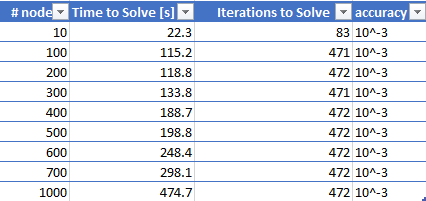 # node Time to Solve [s] Iterations to Solve accuracy
10 22.3 83 10^-3
100 115.2 471 10^-3
200 118.8 472 10^-3
300 133.8 471 10^-3
400 188.7 472 10^-3
500 198.8 472 10^-3
600 248.4 472 10^-3
700 298.1 472 10^-3
1000 474.7 472 10^-3